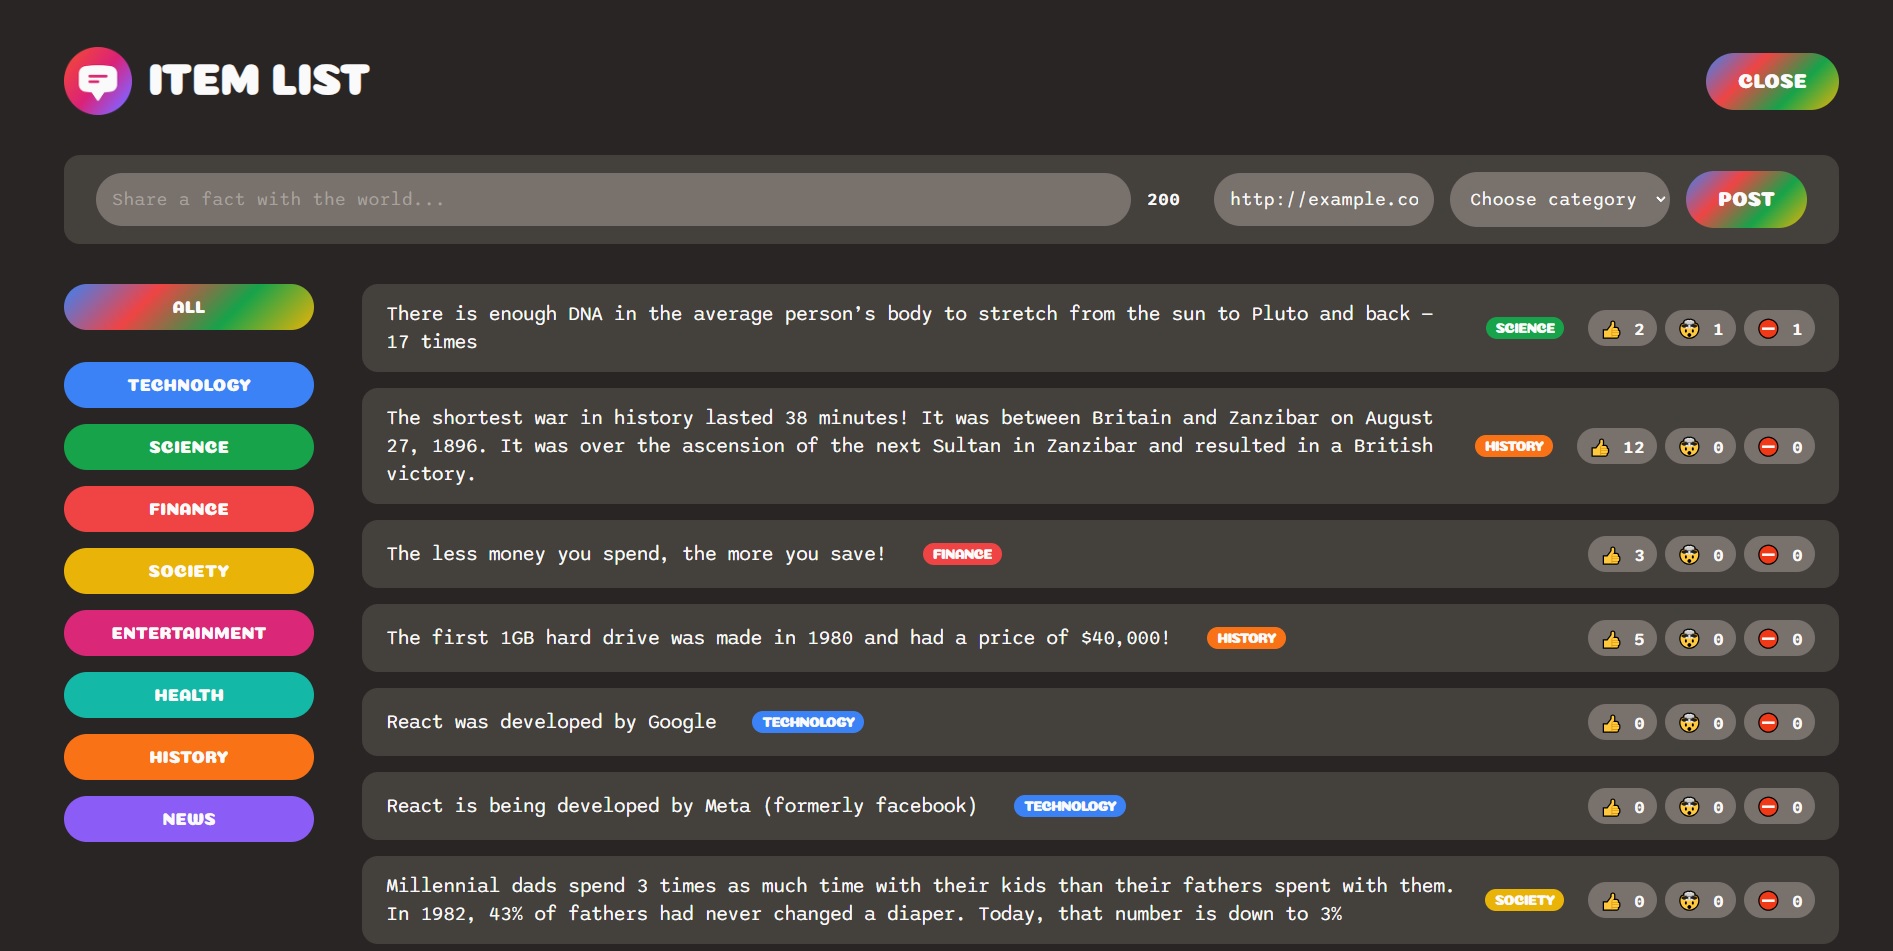 ITEM LIST
CLOSE
Share a fact with the world...
200
http://example.co
Choose category
POST
ALL
TECHNOLOGY
SCIENCE
FINANCE
SOCIETY
ENTERTAINMENT
HEALTH
HISTORY
NEWS
There is enough DNA in the average person’s body to stretch from the sun to Pluto and back –
17 times
SCIENCE
👍 2
🤯 1
⛔ 1
The shortest war in history lasted 38 minutes! It was between Britain and Zanzibar on August
27, 1896. It was over the ascension of the next Sultan in Zanzibar and resulted in a British
victory.
HISTORY
👍 12
🤯 0
⛔ 0
The less money you spend, the more you save!
FINANCE
👍 3
🤯 0
⛔ 0
The first 1GB hard drive was made in 1980 and had a price of $40,000!
HISTORY
👍 5
🤯 0
⛔ 0
React was developed by Google
TECHNOLOGY
👍 0
🤯 0
⛔ 0
React is being developed by Meta (formerly facebook)
TECHNOLOGY
👍 0
🤯 0
⛔ 0
Millennial dads spend 3 times as much time with their kids than their fathers spent with them.
In 1982, 43% of fathers had never changed a diaper. Today, that number is down to 3%
SOCIETY
👍 0
🤯 0
⛔ 0